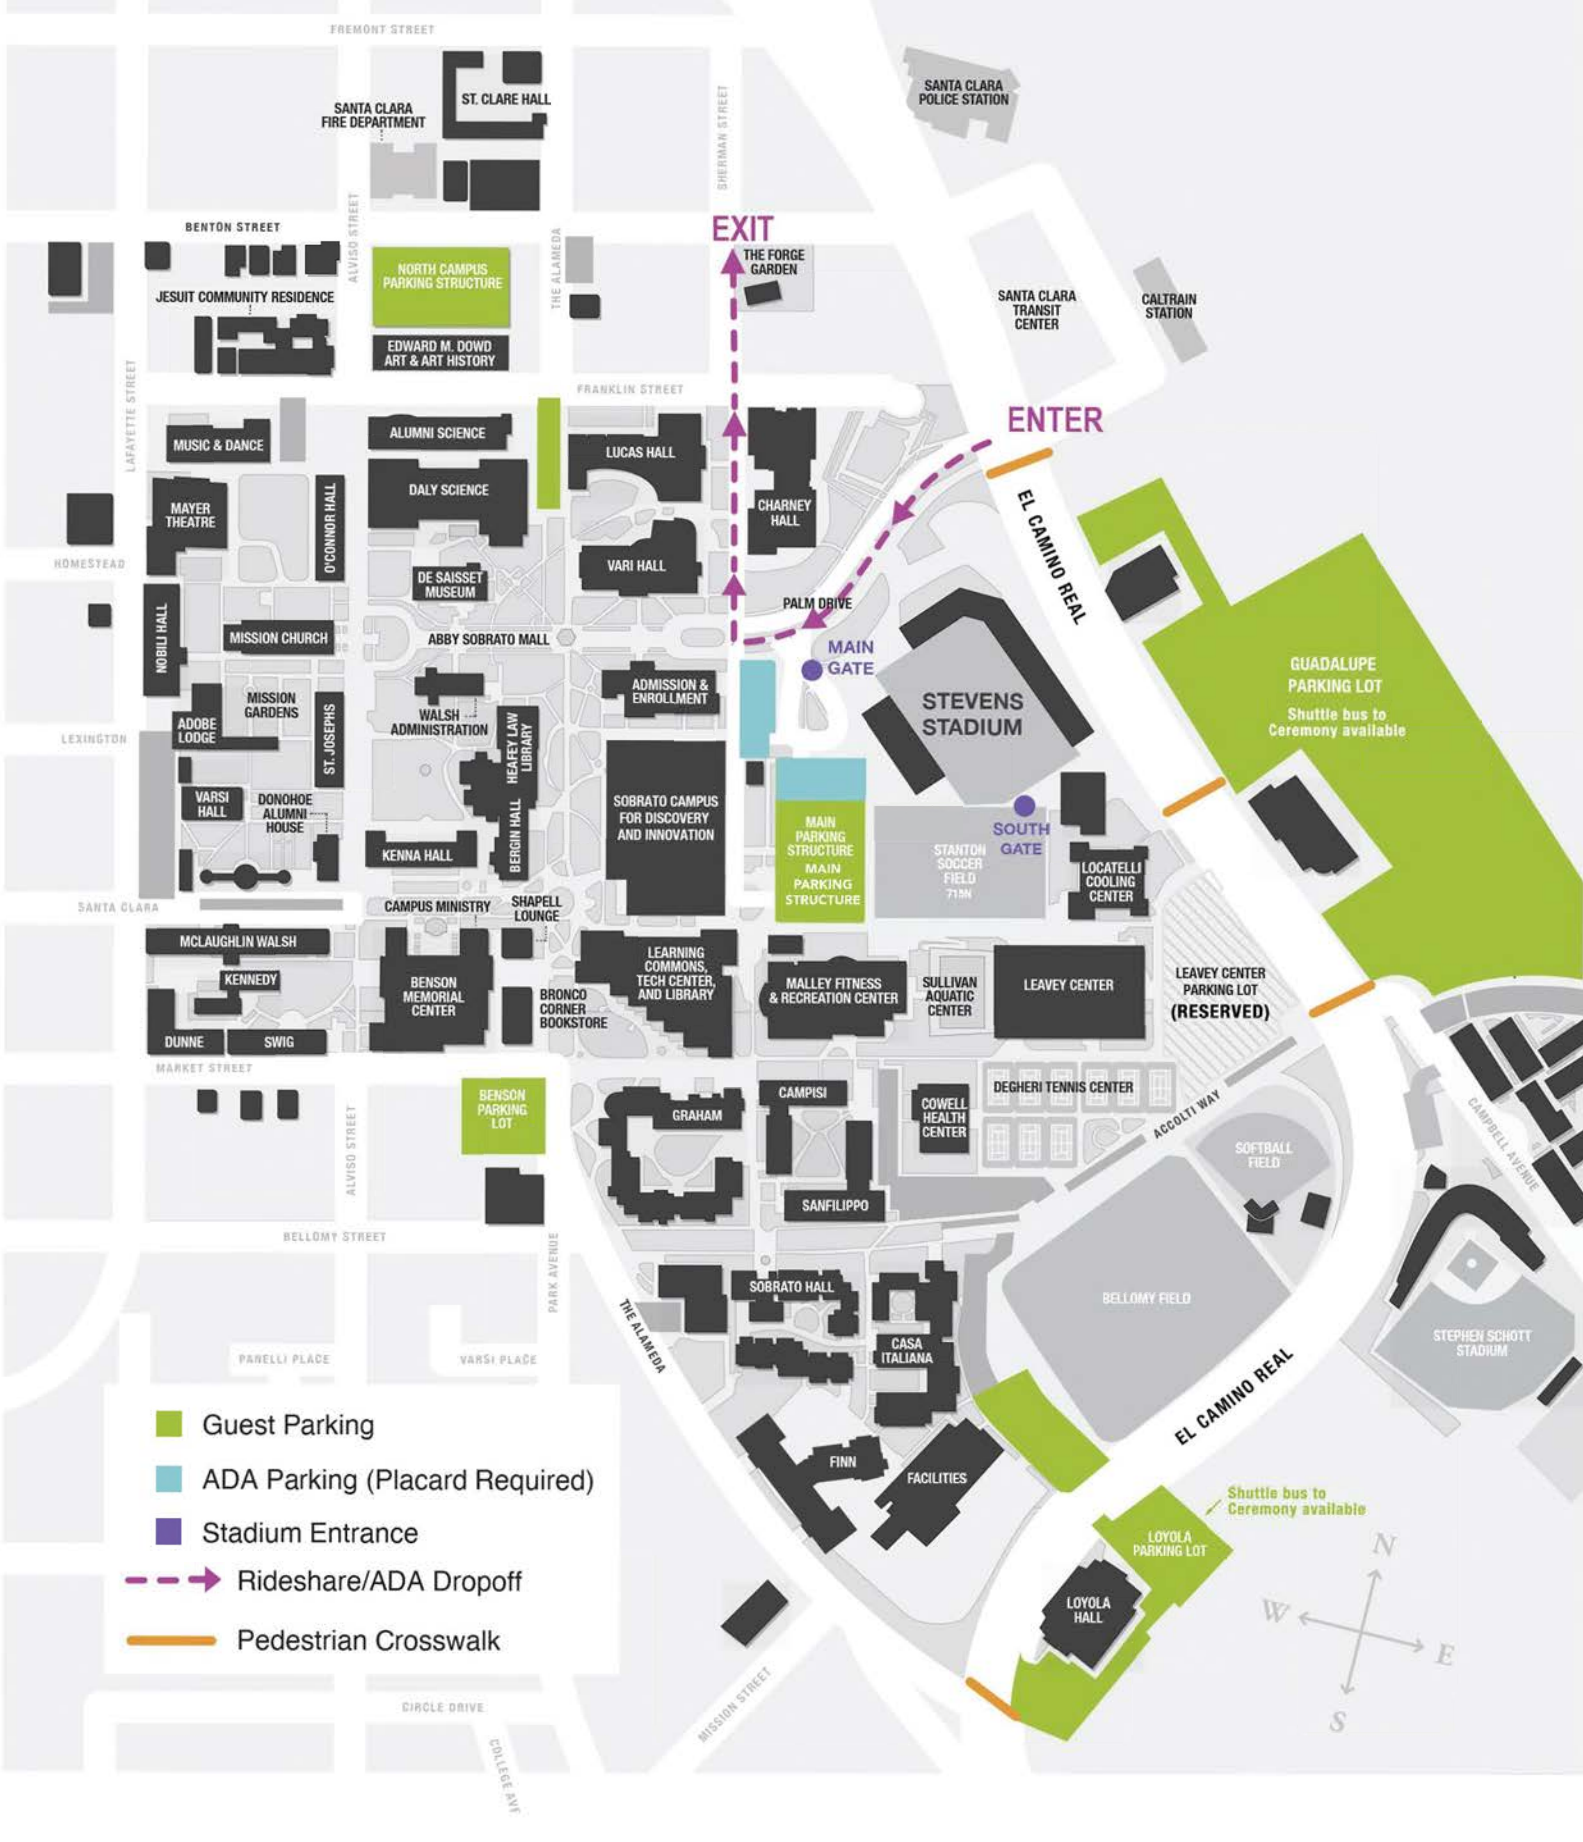 FREMONT STREET
SANTA CLARA
POLICE STATION
ST. CLARE HALL
SANTA CLARA
FIRE DEPARTMENT
SHERMAN STREET
ALVISO STREET
BENTON STREET
EXIT
THE ALAMEDA
THE FORGE
GARDEN
NORTH CAMPUS
PARKING STRUCTURE
JESUIT COMMUNITY RESIDENCE
SANTA CLARA
TRANSIT
CENTER
CALTRAIN
STATION
EDWARD M. DOWD
ART & ART HISTORY
LAFAYETTE STREET
FRANKLIN STREET
ENTER
MUSIC & DANCE
ALUMNI SCIENCE
LUCAS HALL
DALY SCIENCE
MAYER
THEATRE
O'CONNOR HALL
CHARNEY
HALL
EL CAMINO REAL
HOMESTEAD
VARI HALL
DE SAISSET
MUSEUM
PALM DRIVE
NOBILI HALL
MISSION CHURCH
ABBY SOBRATO MALL
MAIN
GATE
GUADALUPE
PARKING LOT
Shuttle bus to
Ceremony available
ADMISSION &
ENROLLMENT
STEVENS
STADIUM
MISSION
GARDENS
ADOBE
LODGE
ST. JOSEPHS
WALSH
ADMINISTRATION
HEAFEY LAW
LIBRARY
LEXINGTON
VARSI
HALL
DONOHOE
ALUMNI
HOUSE
SOBRATO CAMPUS
FOR DISCOVERY
AND INNOVATION
MAIN
PARKING
STRUCTURE
MAIN
PARKING
STRUCTURE
SOUTH
GATE
STANTON
SOCCER
FIELD
715N
BERGIN HALL
KENNA HALL
LOCATELLI
COOLING
CENTER
SANTA CLARA
CAMPUS MINISTRY
SHAPELL
LOUNGE
MCLAUGHLIN WALSH
KENNEDY
BENSON
MEMORIAL
CENTER
BRONCO
CORNER
BOOKSTORE
LEARNING
COMMONS,
TECH CENTER,
AND LIBRARY
MALLEY FITNESS
& RECREATION CENTER
SULLIVAN
AQUATIC
CENTER
LEAVEY CENTER
LEAVEY CENTER
PARKING LOT
(RESERVED)
DUNNE
SWIG
MARKET STREET
BENSON
PARKING
LOT
GRAHAM
CAMPISI
COWELL
HEALTH
CENTER
DEGHERI TENNIS CENTER
ACCOLTI WAY
CAMPBELL AVENUE
SOFTBALL
FIELD
ALVISO STREET
SANFILIPPO
BELLOMY STREET
PARK AVENUE
SOBRATO HALL
BELLOMY FIELD
THE ALAMEDA
CASA
ITALIANA
STEPHEN SCHOTT
STADIUM
PANELLI PLACE
VARSI PLACE
EL CAMINO REAL
FINN
FACILITIES
Shuttle bus to
Ceremony available
LOYOLA
PARKING LOT
LOYOLA
HALL
Guest Parking
ADA Parking (Placard Required)
Stadium Entrance
Rideshare/ADA Dropoff
Pedestrian Crosswalk
N
W
E
S
MISSION STREET
CIRCLE DRIVE
COLLEGE AVE